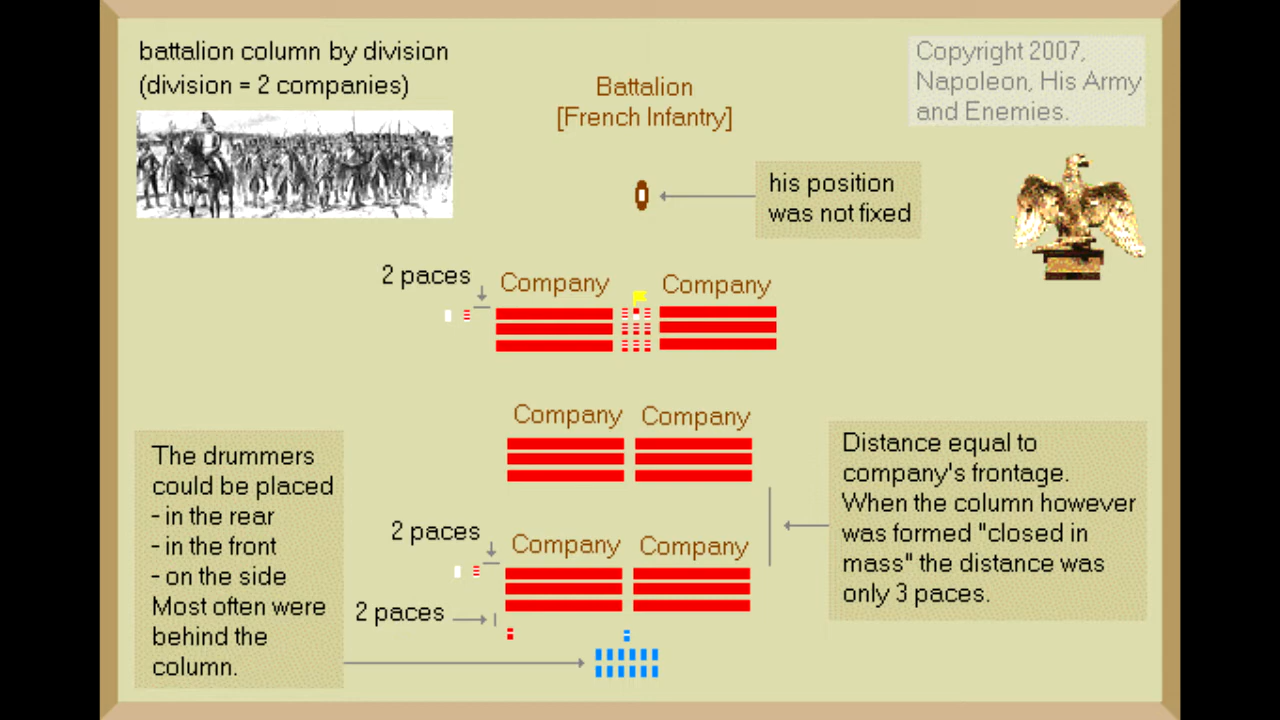 battalion column by division
(division = 2 companies)
Battalion
[French Infantry]
Copyright 2007,
Napoleon, His Army
and Enemies.
his position
was not fixed
2 paces
Company
Company
Company
Company
The drummers
could be placed
- in the rear
- in the front
- on the side
Most often were
behind the
column.
2 paces
Company
Company
2 paces
Distance equal to
company's frontage.
When the column however
was formed "closed in
mass" the distance was
only 3 paces.